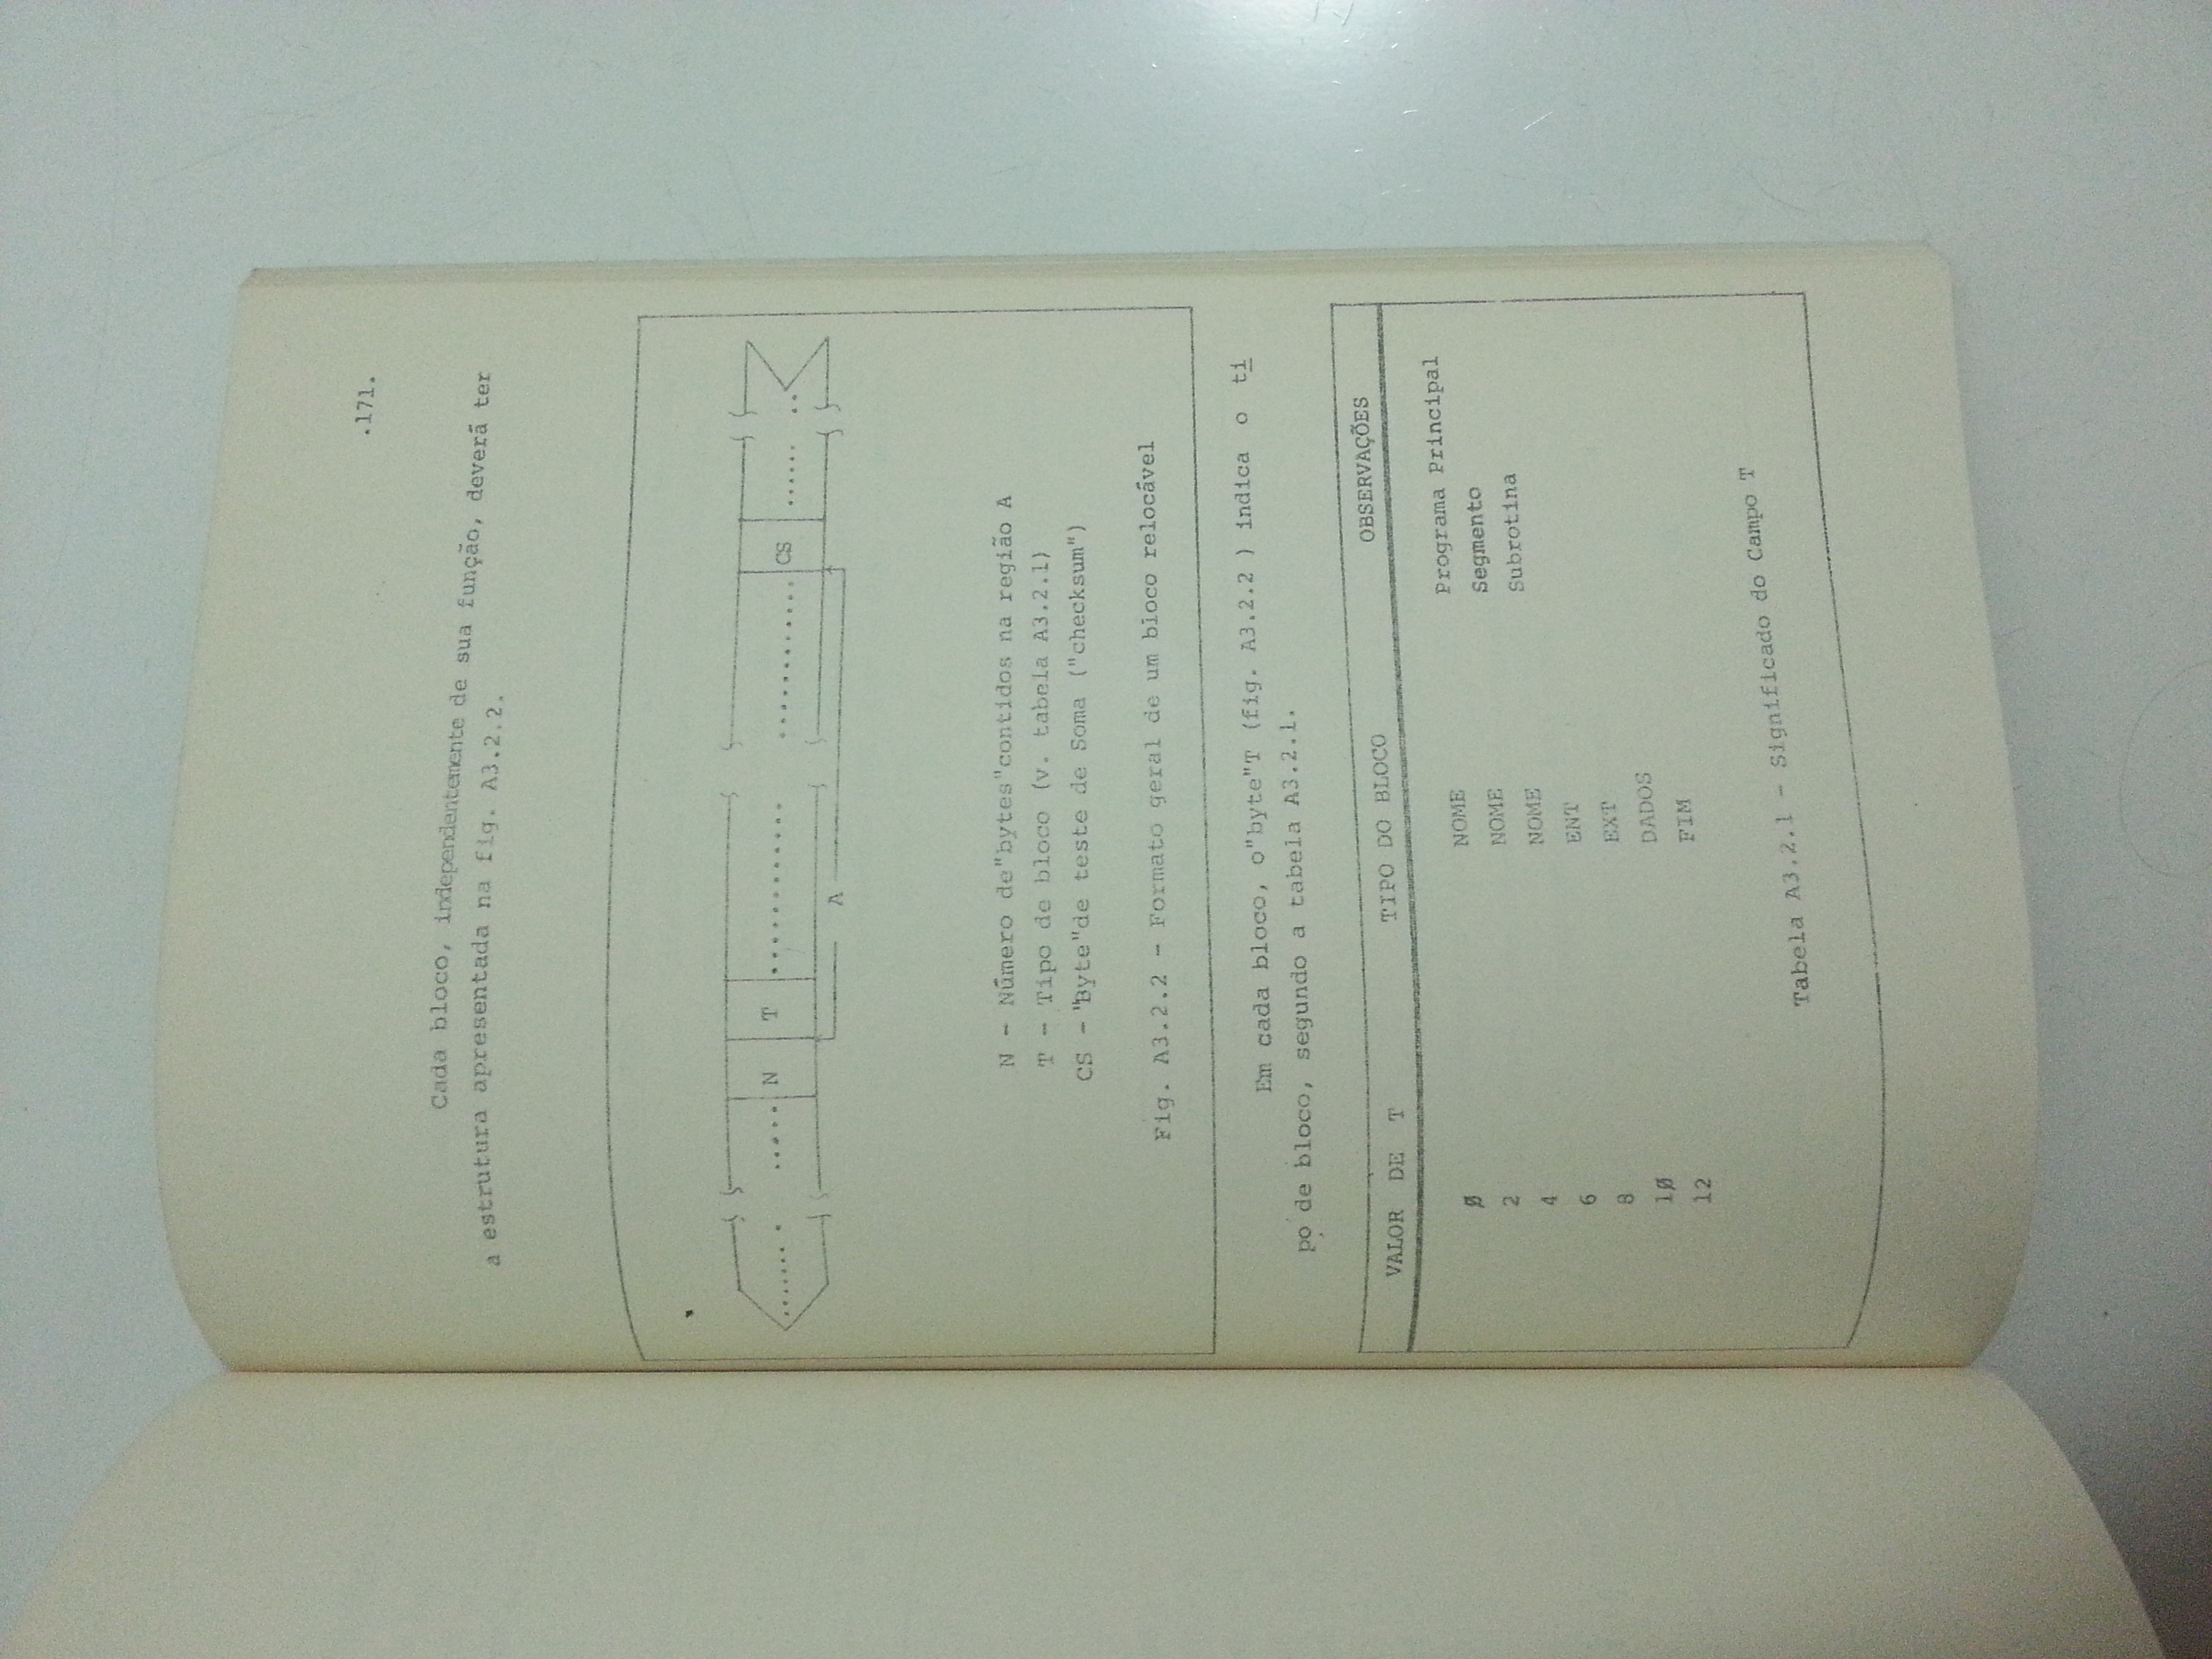 .171.
Cada bloco, independentemente de sua função, deverá ter
a estrutura apresentada na fig. A3.2.2.
....... . ..... N T ............ ............ CS ...... ..
A
N - Número de"bytes"contidos na região A
T - Tipo de bloco (v. tabela A3.2.1)
CS - "Byte"de teste de Soma ("checksum")
Fig. A3.2.2 - Formato geral de um bloco relocável
Em cada bloco, o"byte"T (fig. A3.2.2 ) indica o ti
po de bloco, segundo a tabela A3.2.1.
VALOR DE T TIPO DO BLOCO OBSERVAÇÕES
Ø NOME Programa Principal
2 NOME Segmento
4 NOME Subrotina
6 ENT
8 EXT
1Ø DADOS
12 FIM
Tabela A3.2.1 - Significado do Campo T